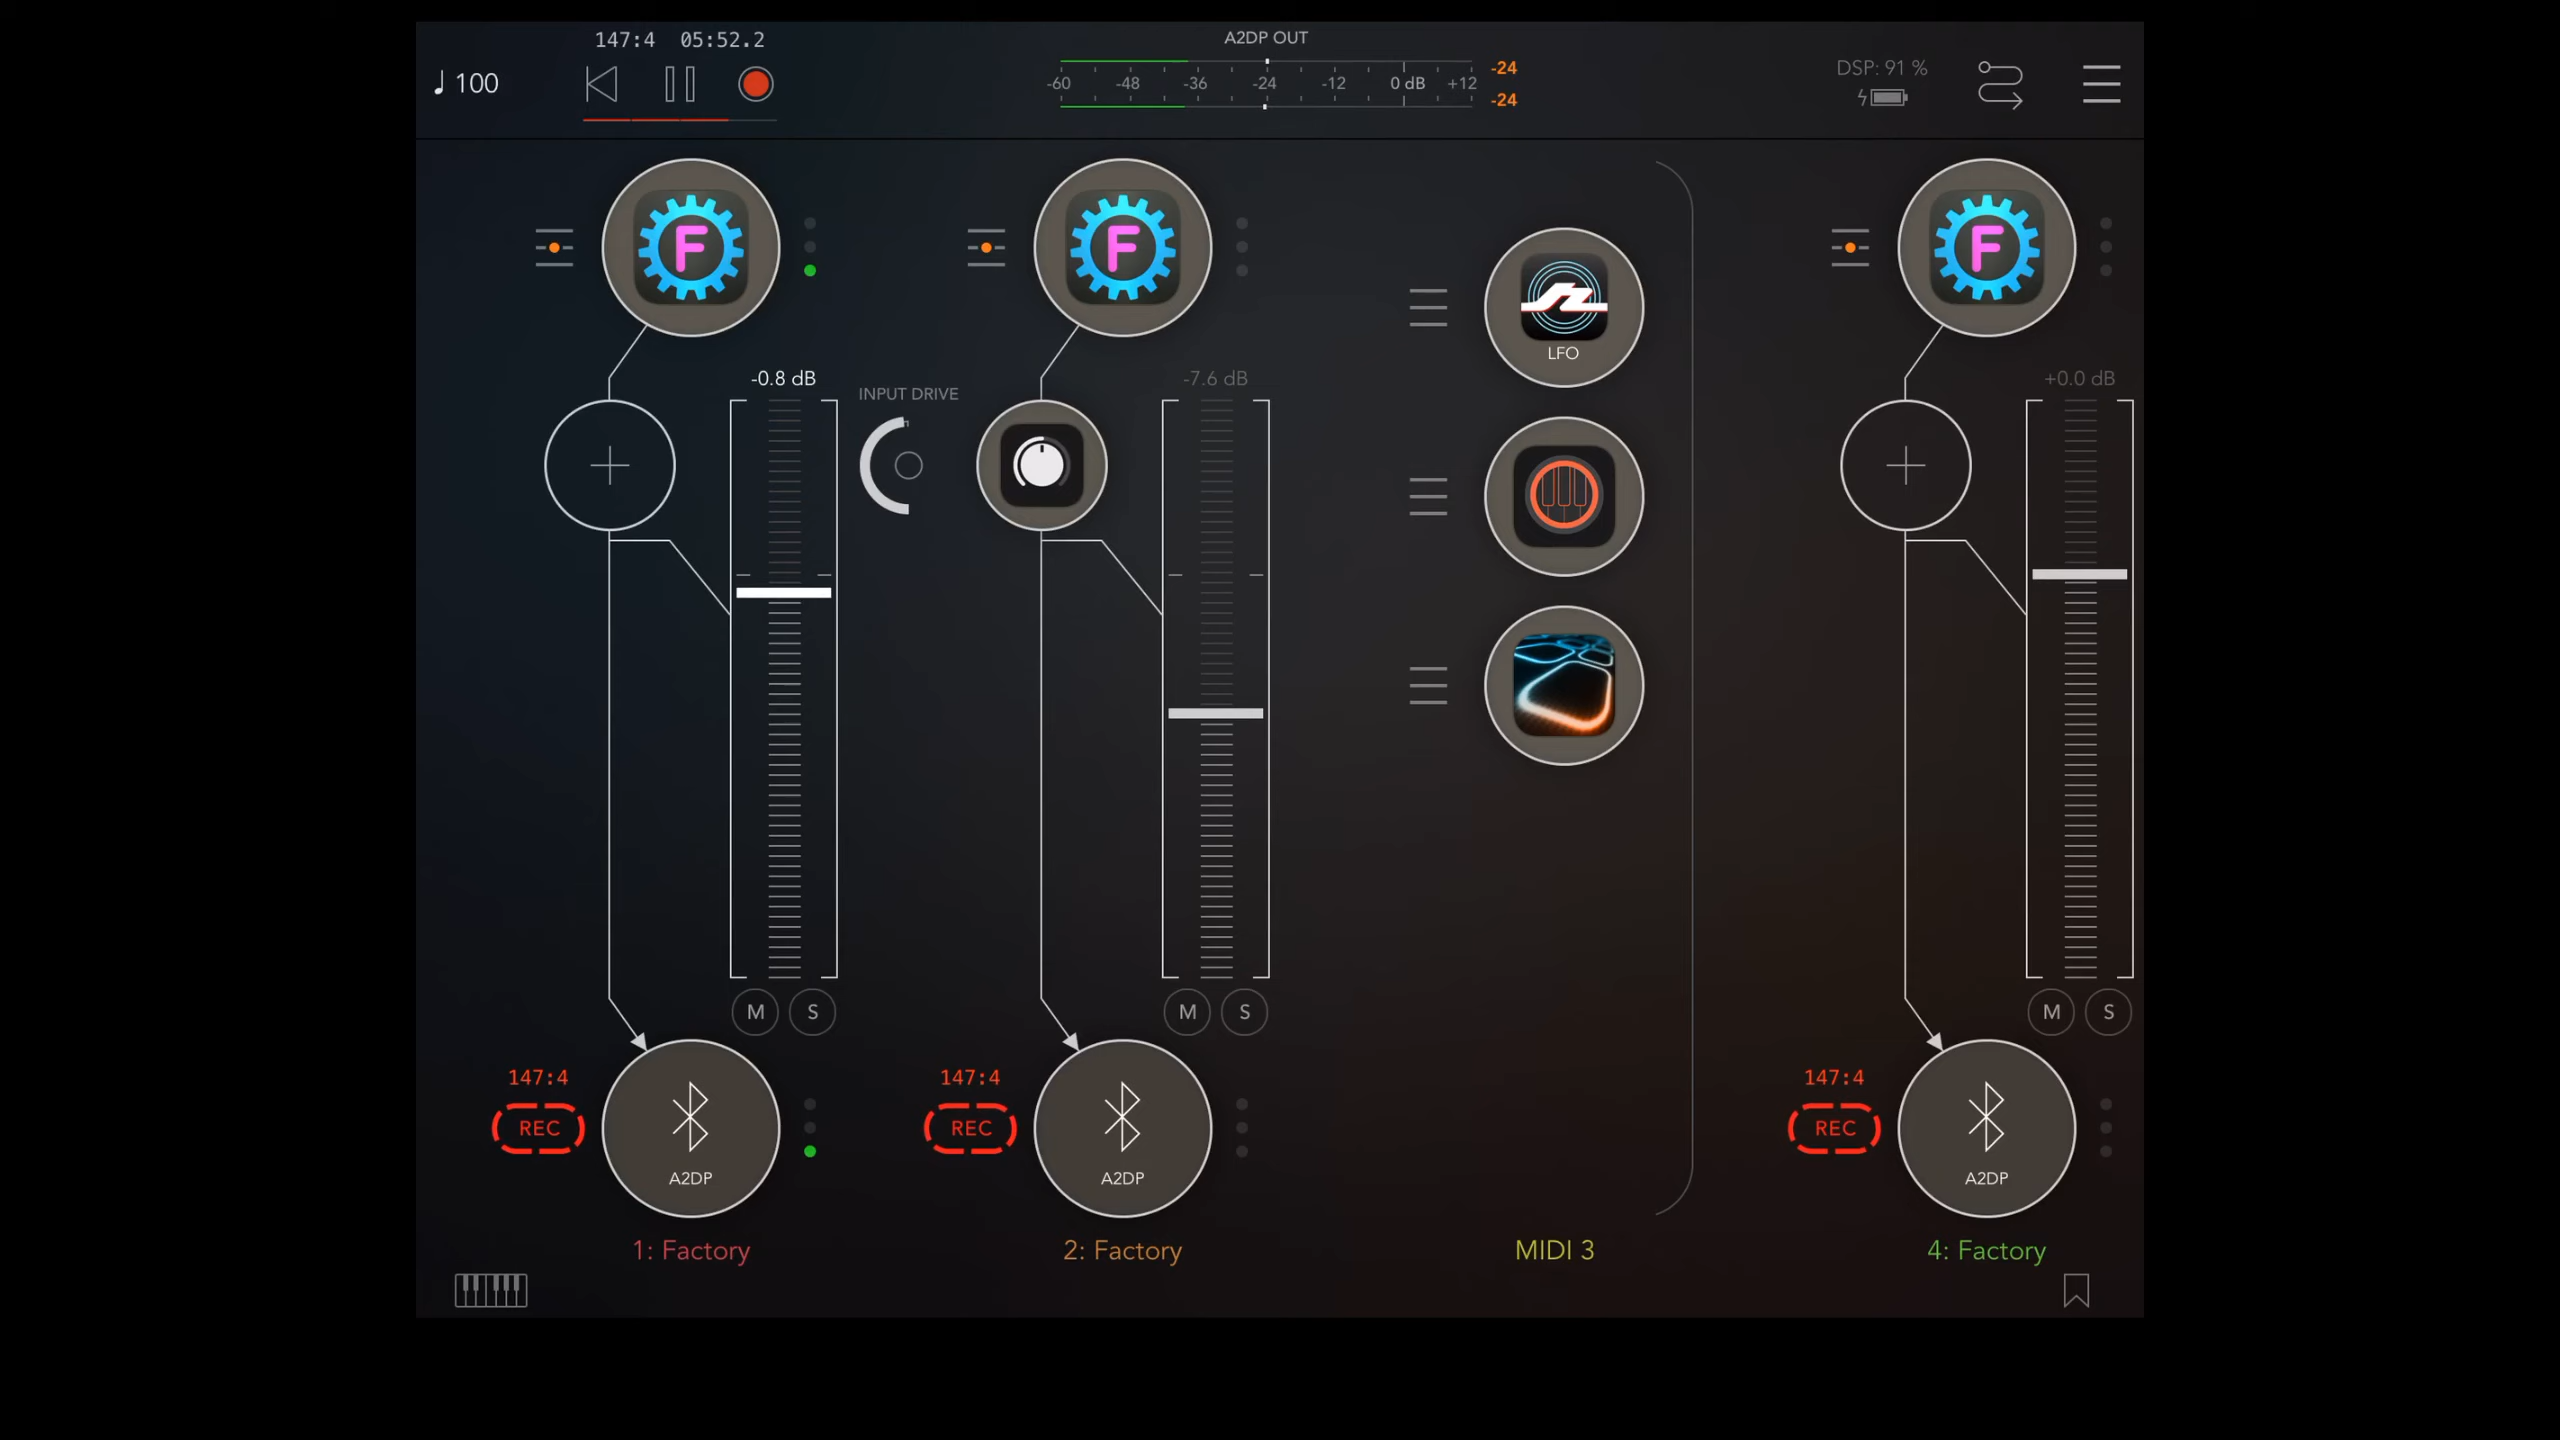 147:4 05:52.2
♩ 100
A2DP OUT
-60 -48 -36 -24 -12 0 dB +12
-24
-24
DSP: 91 %
F
F
F
LFO
-0.8 dB
INPUT DRIVE
-7.6 dB
+0.0 dB
M S
M S
M S
147:4
REC
A2DP
147:4
REC
A2DP
147:4
REC
A2DP
1: Factory
2: Factory
MIDI 3
4: Factory